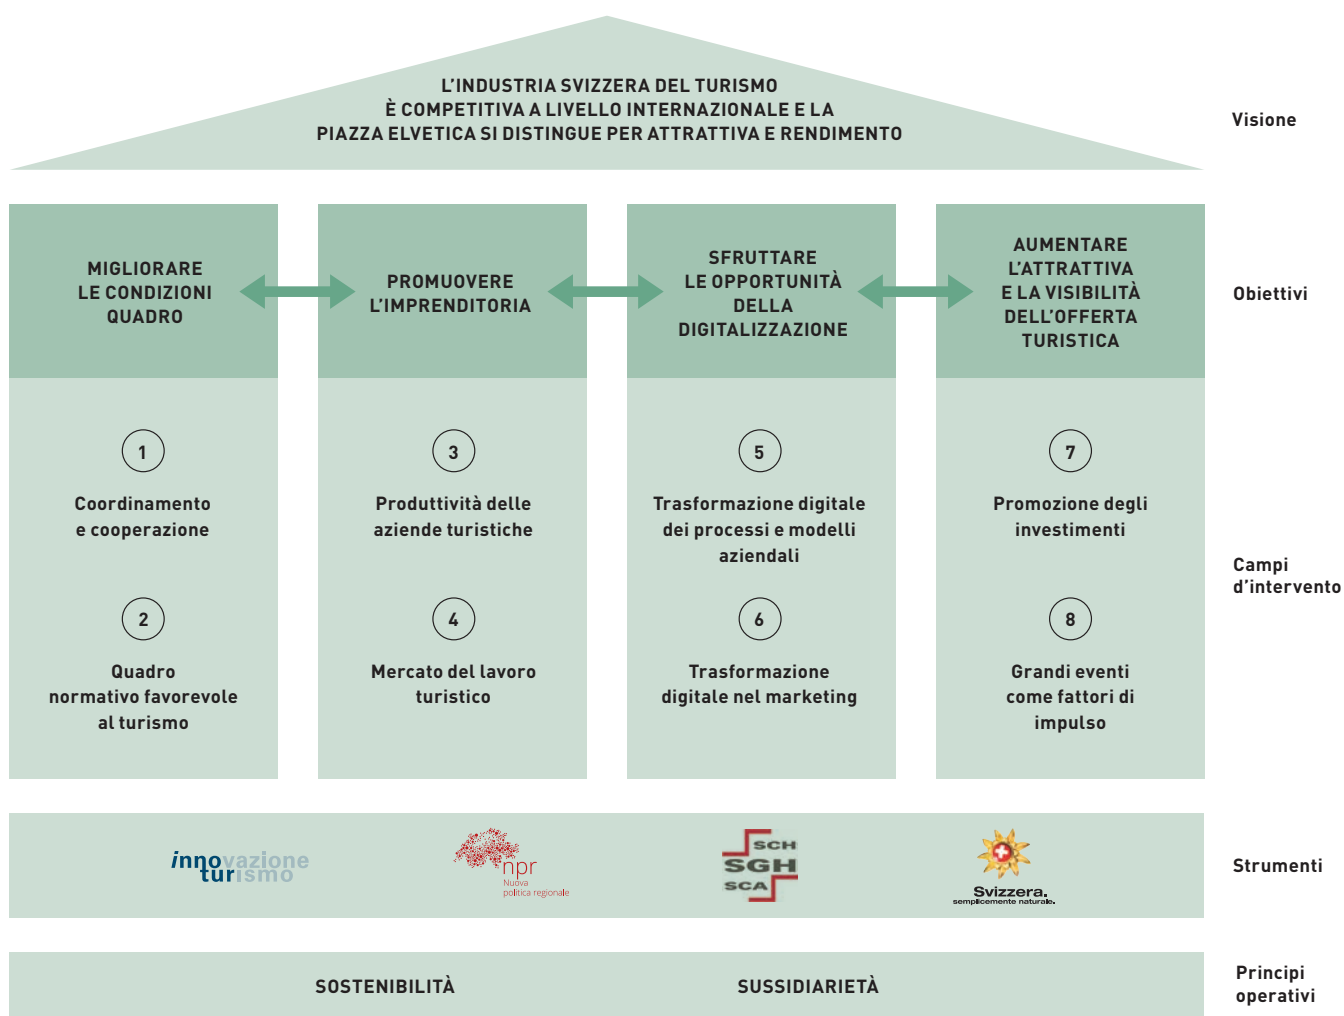 L’INDUSTRIA SVIZZERA DEL TURISMO
È COMPETITIVA A LIVELLO INTERNAZIONALE E LA
PIAZZA ELVETICA SI DISTINGUE PER ATTRATTIVA E RENDIMENTO
Visione
MIGLIORARE
LE CONDIZIONI
QUADRO
PROMUOVERE
L’IMPRENDITORIA
SFRUTTARE
LE OPPORTUNITÀ
DELLA
DIGITALIZZAZIONE
AUMENTARE
L’ATTRATTIVA
E LA VISIBILITÀ
DELL’OFFERTA
TURISTICA
Obiettivi
1
Coordinamento
e cooperazione
2
Quadro
normativo favorevole
al turismo
3
Produttività delle
aziende turistiche
4
Mercato del lavoro
turistico
5
Trasformazione digitale
dei processi e modelli
aziendali
6
Trasformazione
digitale nel marketing
7
Promozione degli
investimenti
8
Grandi eventi
come fattori di
impulso
Campi
d’intervento
innovazione
turismo
npr
Nuova
politica regionale
SCH
SGH
SCA
Svizzera.
semplicemente naturale.
Strumenti
SOSTENIBILITÀ
SUSSIDIARIETÀ
Principi
operativi